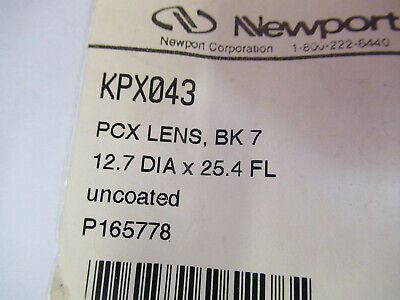 Newport
Newport Corporation 1-800-222-6440
KPX043
PCX LENS, BK 7
12.7 DIA x 25.4 FL
uncoated
P165778